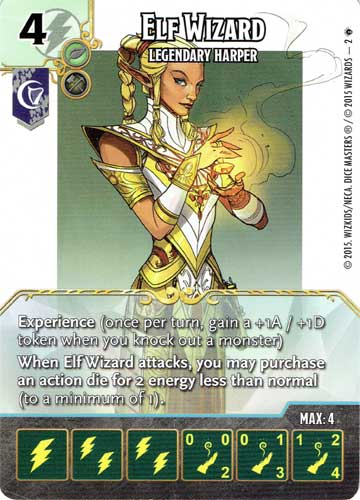 4
ELF WIZARD
LEGENDARY HARPER
© 2015 WIZKIDS/NECA. DICE MASTERS ® / © 2015 WIZARDS — 2
Experience (once per turn, gain a +1A / +1D
token when you knock out a monster)
When Elf Wizard attacks, you may purchase
an action die for 2 energy less than normal
(to a minimum of 1).
MAX: 4
0 0 0 1 1 2
2 3 4